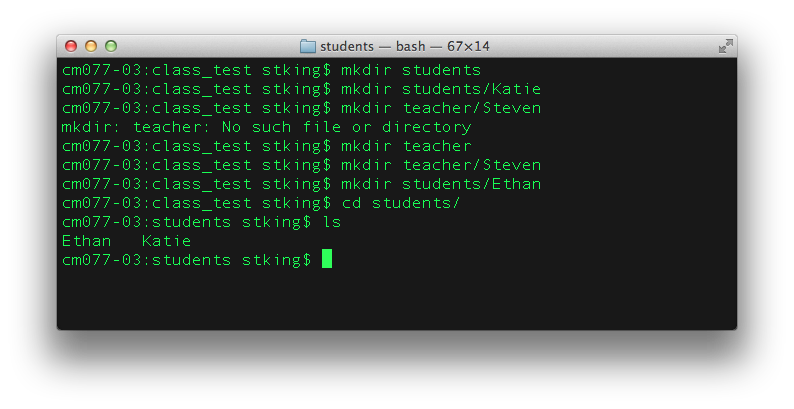 students — bash — 67×14
cm077-03:class_test stking$ mkdir students
cm077-03:class_test stking$ mkdir students/Katie
cm077-03:class_test stking$ mkdir teacher/Steven
mkdir: teacher: No such file or directory
cm077-03:class_test stking$ mkdir teacher
cm077-03:class_test stking$ mkdir teacher/Steven
cm077-03:class_test stking$ mkdir students/Ethan
cm077-03:class_test stking$ cd students/
cm077-03:students stking$ ls
Ethan   Katie
cm077-03:students stking$